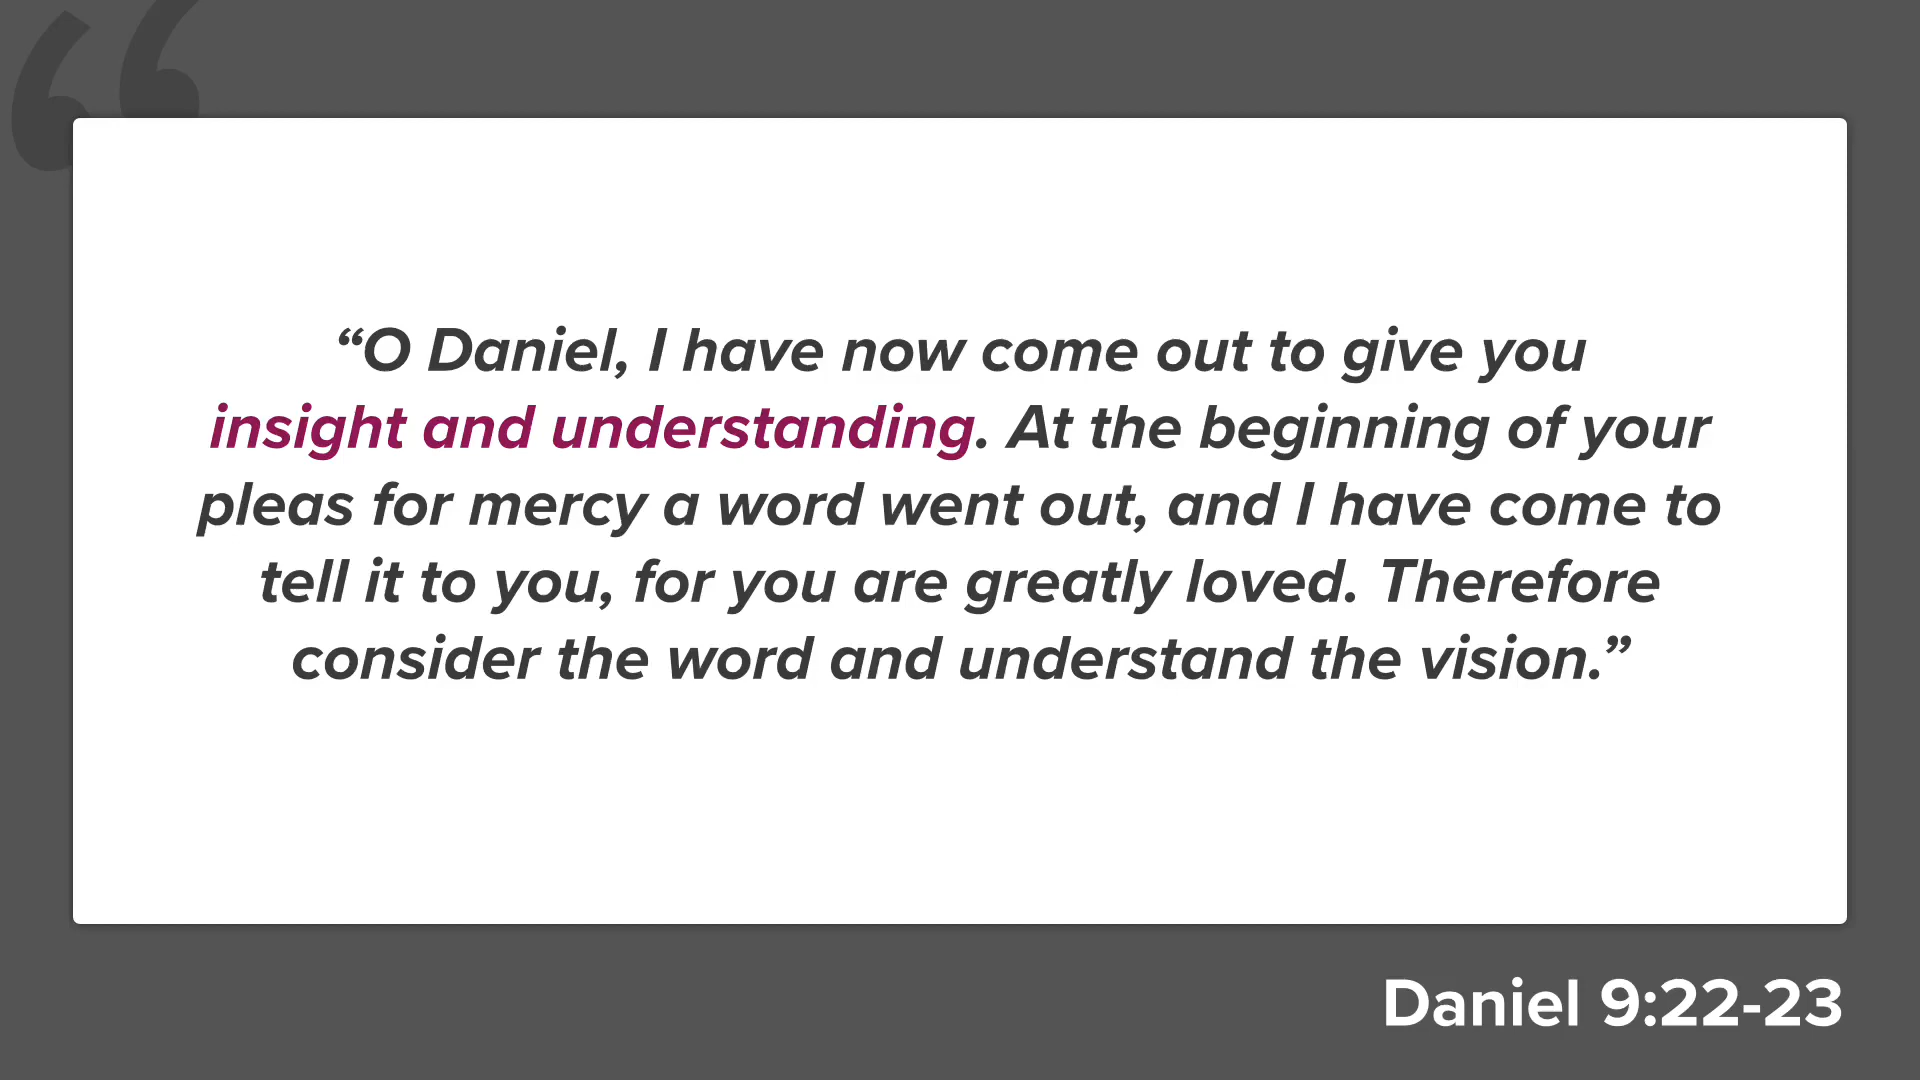 “O Daniel, I have now come out to give you
insight and understanding. At the beginning of your
pleas for mercy a word went out, and I have come to
tell it to you, for you are greatly loved. Therefore
consider the word and understand the vision.”
Daniel 9:22-23